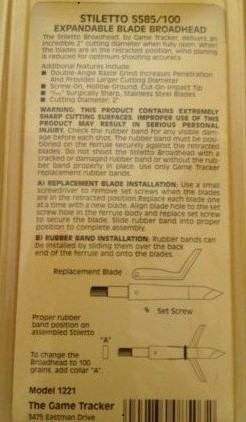 STILETTO SS85/100
EXPANDABLE BLADE BROADHEAD
The Stiletto Broadhead, by Game Tracker, delivers an
incredible 2" cutting diameter when fully open. When
the blades are in the retracted position, wind planing
is reduced for optimum shooting accuracy.
Additional features include:
■ Double-Angle Razor Grind Increases Penetration
And Provides Larger Cutting Diameter
■ Screw-On, Hollow Ground, Cut-On-Impact Tip
■ Surgically Sharp, Stainless Steel Blades
■ Cutting Diameter: 2"
WARNING: THIS PRODUCT CONTAINS EXTREMELY
SHARP CUTTING SURFACES. IMPROPER USE OF THIS
PRODUCT MAY RESULT IN SERIOUS PERSONAL
INJURY. Check the rubber band for any visible dam-
age before each shot. The rubber band must be posi-
tioned on the ferrule securely against the retracted
blades. Do not shoot the Stiletto Broadhead with a
cracked or damaged rubber band or without the rub-
ber band properly in place. Use only Game Tracker
replacement rubber bands.
A) REPLACEMENT BLADE INSTALLATION: Use a small
screwdriver to remove set screws when the blades
are in the retracted position. Replace each blade one
at a time with a new blade. Align blade hole to the set
screw hole in the ferrule body and replace set screw
to secure the blade. Slide rubber band into proper
position to complete assembly.
B) RUBBER BAND INSTALLATION: Rubber bands can
be installed by sliding them over the back
end of the ferrule and onto the blades.
Replacement Blade
Set Screw
Proper rubber
band position on
assembled Stiletto
"A"
To change the
Broadhead to 100
grains, add collar "A".
Model 1221
The Game Tracker
3475 Eastman Drive